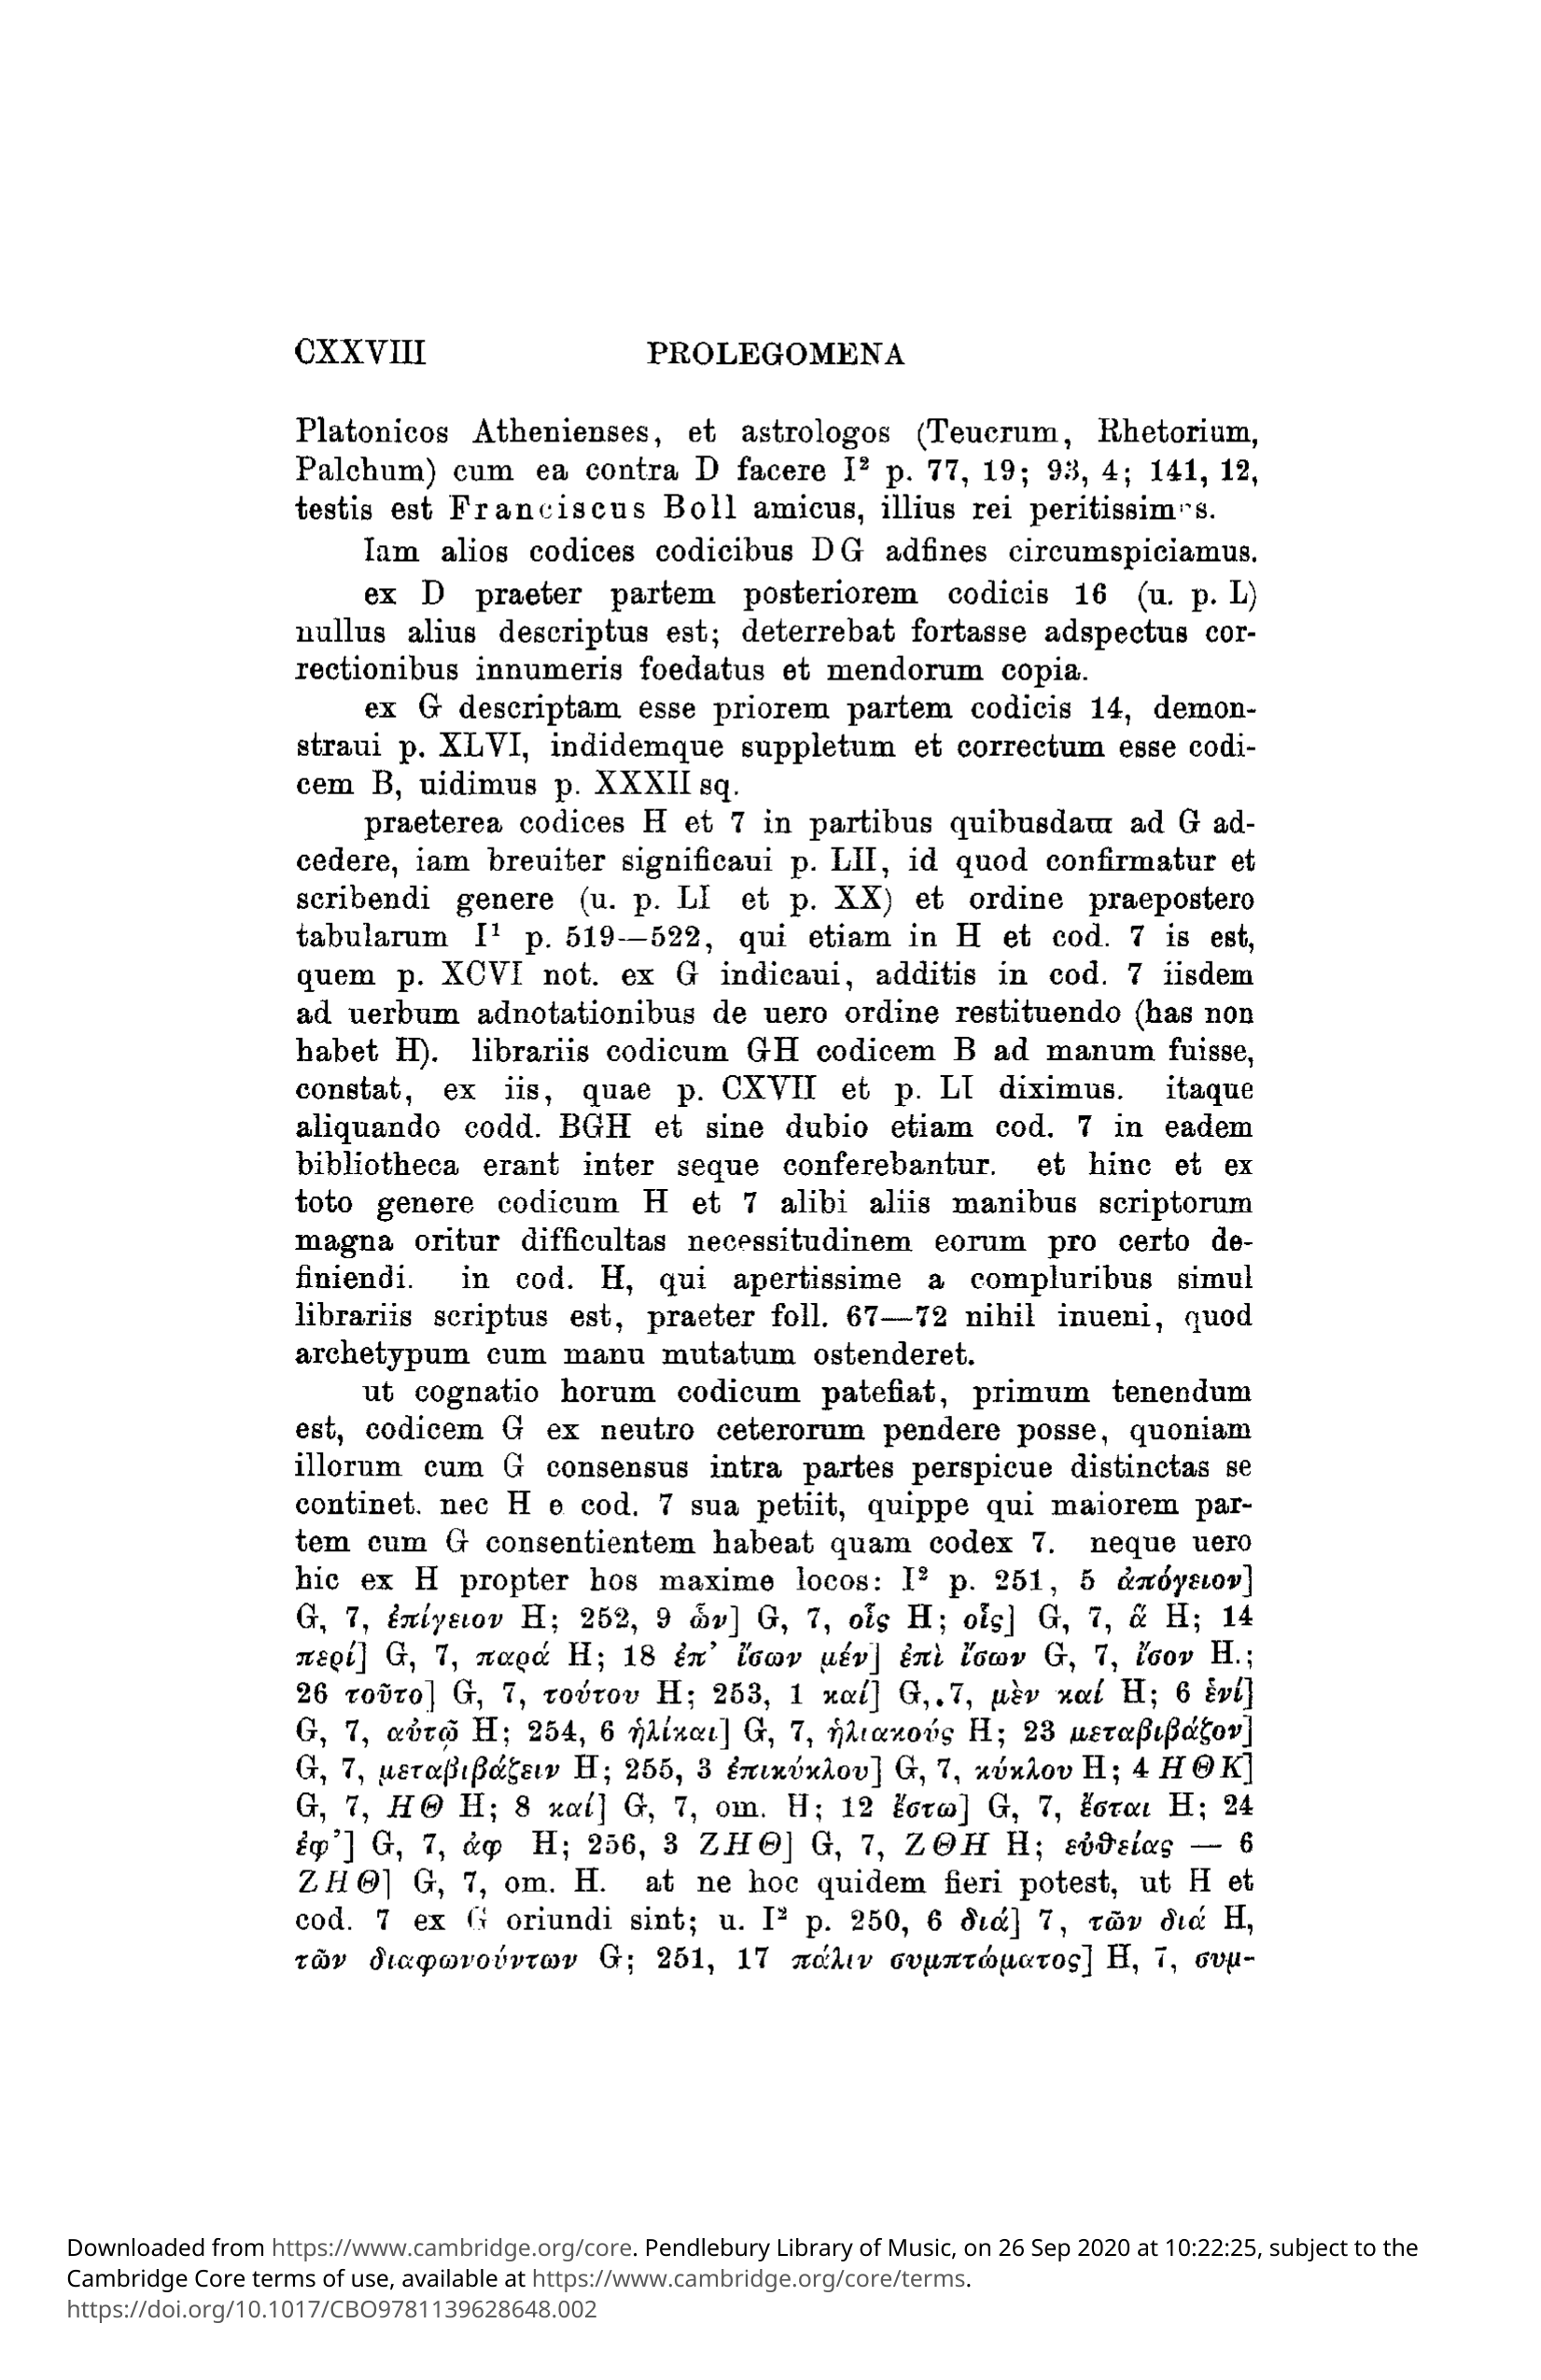 CXXVIII PROLEGOMENA
Platonicos Athenienses, et astrologos (Teucrum, Rhetorium,
Palchum) cum ea contra D facere I² p. 77, 19; 93, 4; 141, 12,
testis est Franciscus Boll amicus, illius rei peritissimus.
Iam alios codices codicibus DG adfines circumspiciamus.
ex D praeter partem posteriorem codicis 16 (u. p. L)
nullus alius descriptus est; deterrebat fortasse adspectus cor-
rectionibus innumeris foedatus et mendorum copia.
ex G descriptam esse priorem partem codicis 14, demon-
straui p. XLVI, indidemque suppletum et correctum esse codi-
cem B, uidimus p. XXXII sq.
praeterea codices H et 7 in partibus quibusdam ad G ad-
cedere, iam breuiter significaui p. LII, id quod confirmatur et
scribendi genere (u. p. LI et p. XX) et ordine praepostero
tabularum I¹ p. 519—522, qui etiam in H et cod. 7 is est,
quem p. XCVI not. ex G indicaui, additis in cod. 7 iisdem
ad uerbum adnotationibus de uero ordine restituendo (has non
habet H). librariis codicum GH codicem B ad manum fuisse,
constat, ex iis, quae p. CXVII et p. LI diximus. itaque
aliquando codd. BGH et sine dubio etiam cod. 7 in eadem
bibliotheca erant inter seque conferebantur. et hinc et ex
toto genere codicum H et 7 alibi aliis manibus scriptorum
magna oritur difficultas necessitudinem eorum pro certo de-
finiendi. in cod. H, qui apertissime a compluribus simul
librariis scriptus est, praeter foll. 67—72 nihil inueni, quod
archetypum cum manu mutatum ostenderet.
ut cognatio horum codicum patefiat, primum tenendum
est, codicem G ex neutro ceterorum pendere posse, quoniam
illorum cum G consensus intra partes perspicue distinctas se
continet. nec H e cod. 7 sua petiit, quippe qui maiorem par-
tem cum G consentientem habeat quam codex 7. neque uero
hic ex H propter hos maxime locos: I² p. 251, 5 ἀπόγειον]
G, 7, ἐπίγειον H; 252, 9 ὧν] G, 7, οἷς H; οἷς] G, 7, ἅ H; 14
περί] G, 7, παρά H; 18 ἐπ’ ἴσων μέν] ἐπὶ ἴσων G, 7, ἴσον H.;
26 τοῦτο] G, 7, τούτου H; 253, 1 καί] G,.7, μὲν καί H; 6 ἑνί]
G, 7, αὐτῷ H; 254, 6 ἡλίκαι] G, 7, ἡλιακούς H; 23 μεταβιβάζον]
G, 7, μεταβιβάζειν H; 255, 3 ἐπικύκλου] G, 7, κύκλου H; 4 ΗΘΚ]
G, 7, ΗΘ H; 8 καί] G, 7, om. H; 12 ἔστω] G, 7, ἔσται H; 24
ἐφ’] G, 7, ἀφ H; 256, 3 ΖΗΘ] G, 7, ΖΘΗ H; εὐθείας — 6
ΖΗΘ] G, 7, om. H. at ne hoc quidem fieri potest, ut H et
cod. 7 ex G oriundi sint; u. I² p. 250, 6 διά] 7, τῶν διά H,
τῶν διαφωνούντων G; 251, 17 πάλιν συμπτώματος] H, 7, συμ-
Downloaded from https://www.cambridge.org/core. Pendlebury Library of Music, on 26 Sep 2020 at 10:22:25, subject to the
Cambridge Core terms of use, available at https://www.cambridge.org/core/terms.
https://doi.org/10.1017/CBO9781139628648.002